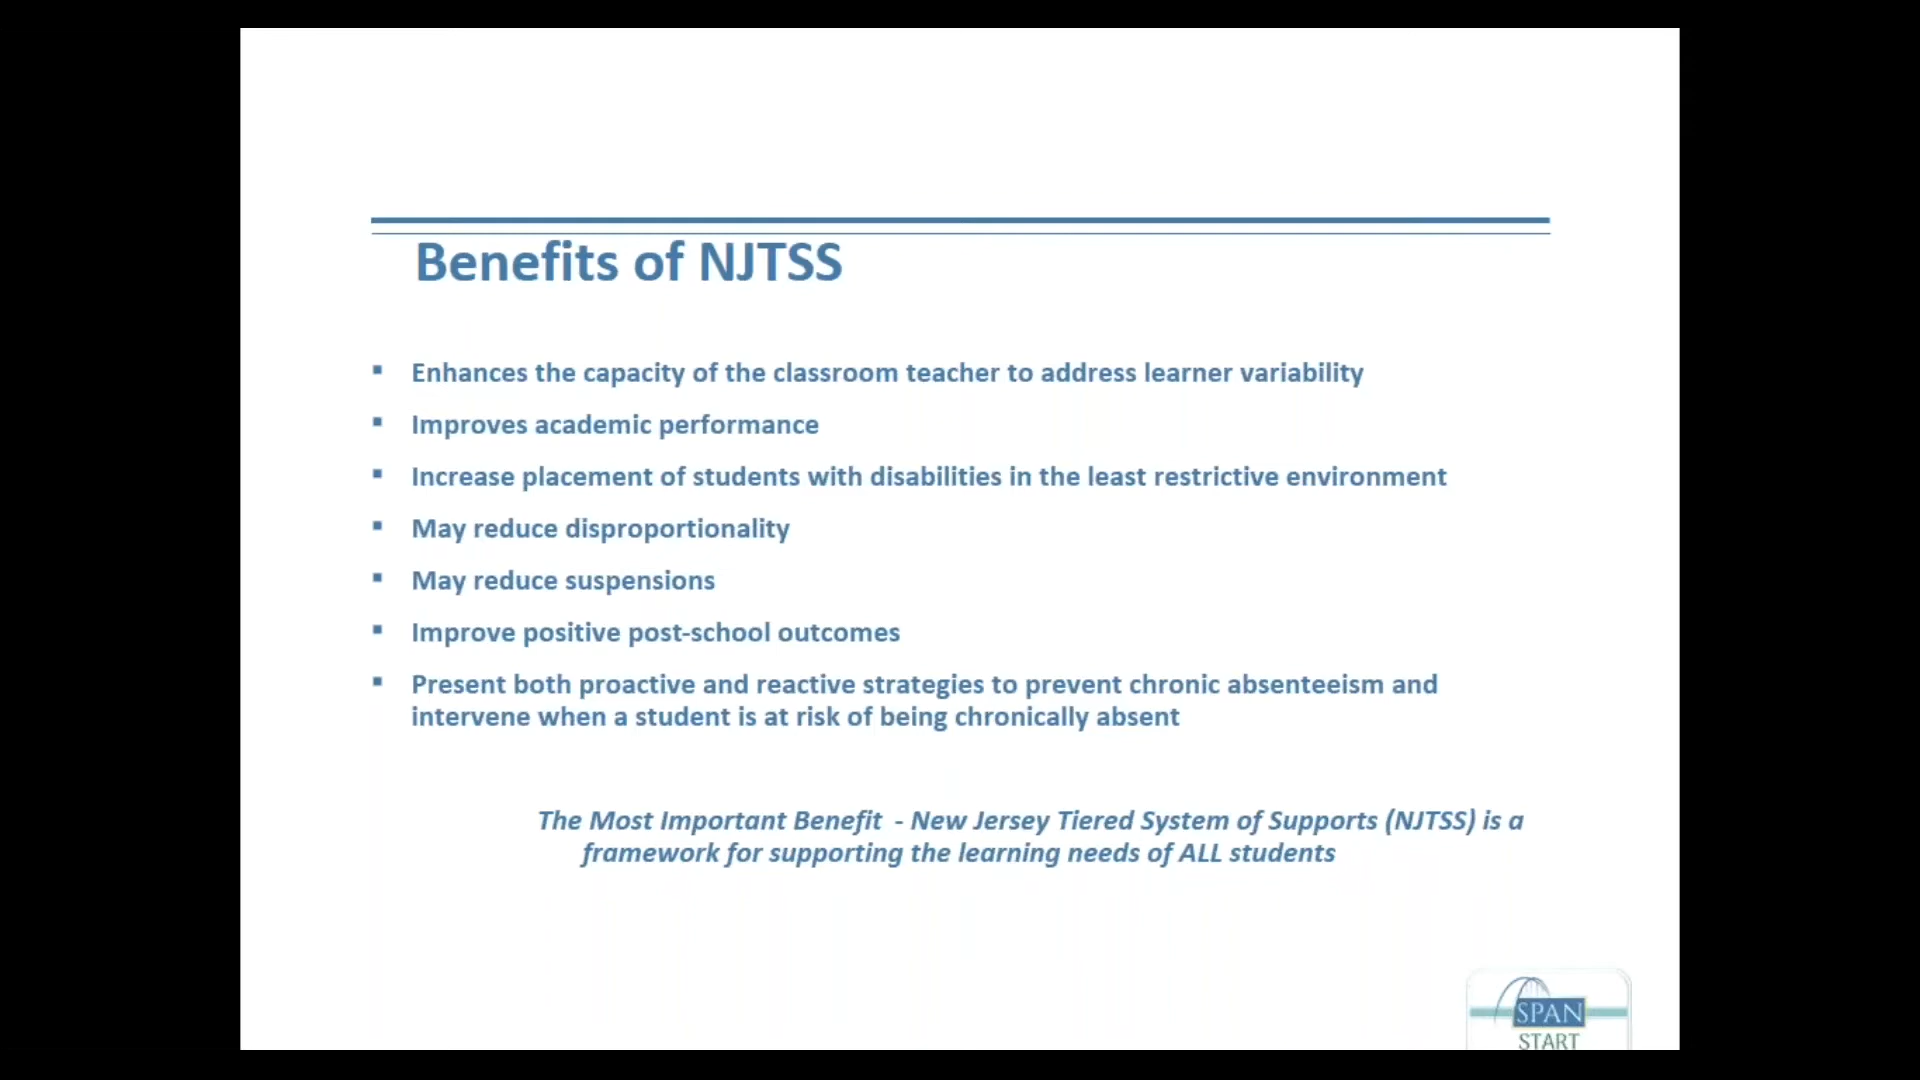 Benefits of NJTSS
▪ Enhances the capacity of the classroom teacher to address learner variability
▪ Improves academic performance
▪ Increase placement of students with disabilities in the least restrictive environment
▪ May reduce disproportionality
▪ May reduce suspensions
▪ Improve positive post-school outcomes
▪ Present both proactive and reactive strategies to prevent chronic absenteeism and
intervene when a student is at risk of being chronically absent
The Most Important Benefit - New Jersey Tiered System of Supports (NJTSS) is a
framework for supporting the learning needs of ALL students
SPAN
START